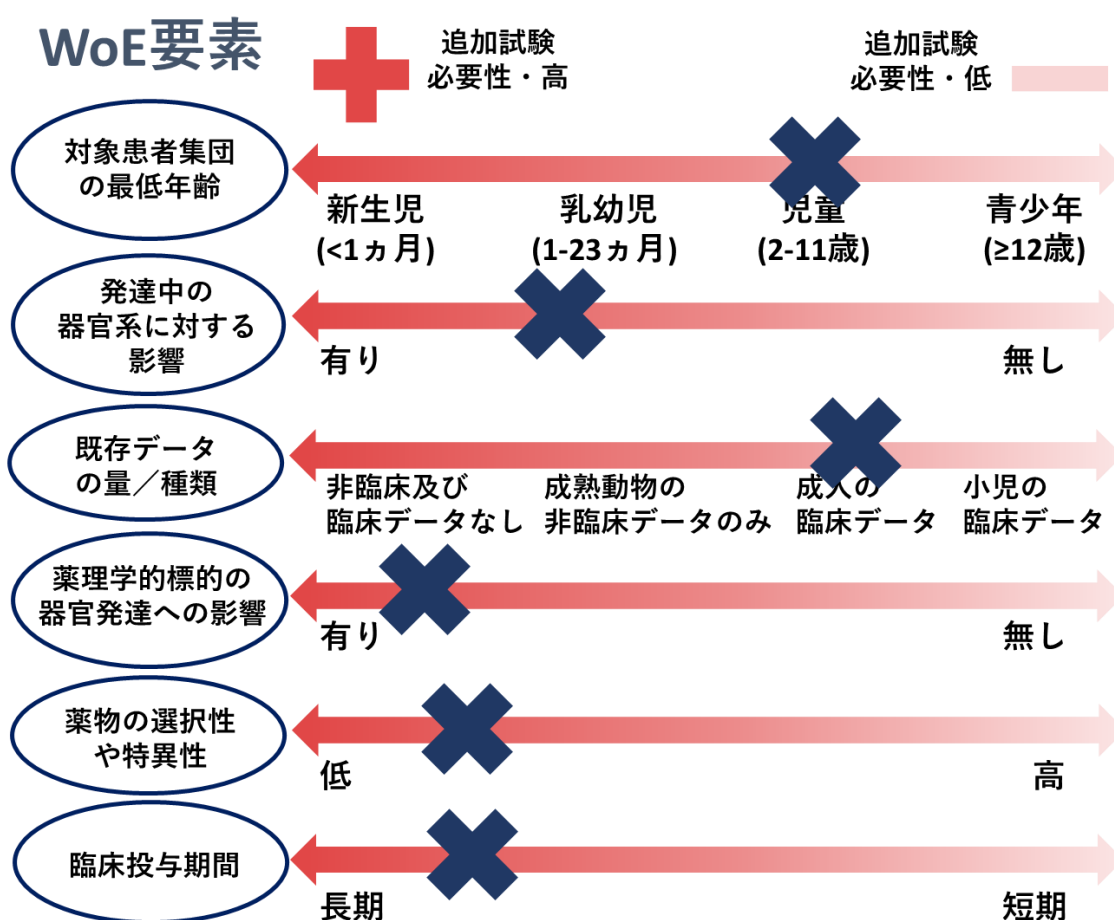 WoE要素
追加試験
必要性・高
追加試験
必要性・低
対象患者集団
の最低年齢
新生児
(<1ヵ月)
乳幼児
(1-23ヵ月)
児童
(2-11歳)
青少年
(≥12歳)
発達中の
器官系に対する
影響
有り
無し
既存データ
の量／種類
非臨床及び
臨床データなし
成熟動物の
非臨床データのみ
成人の
臨床データ
小児の
臨床データ
薬理学的標的の
器官発達への影響
有り
無し
薬物の選択性
や特異性
低
高
臨床投与期間
長期
短期